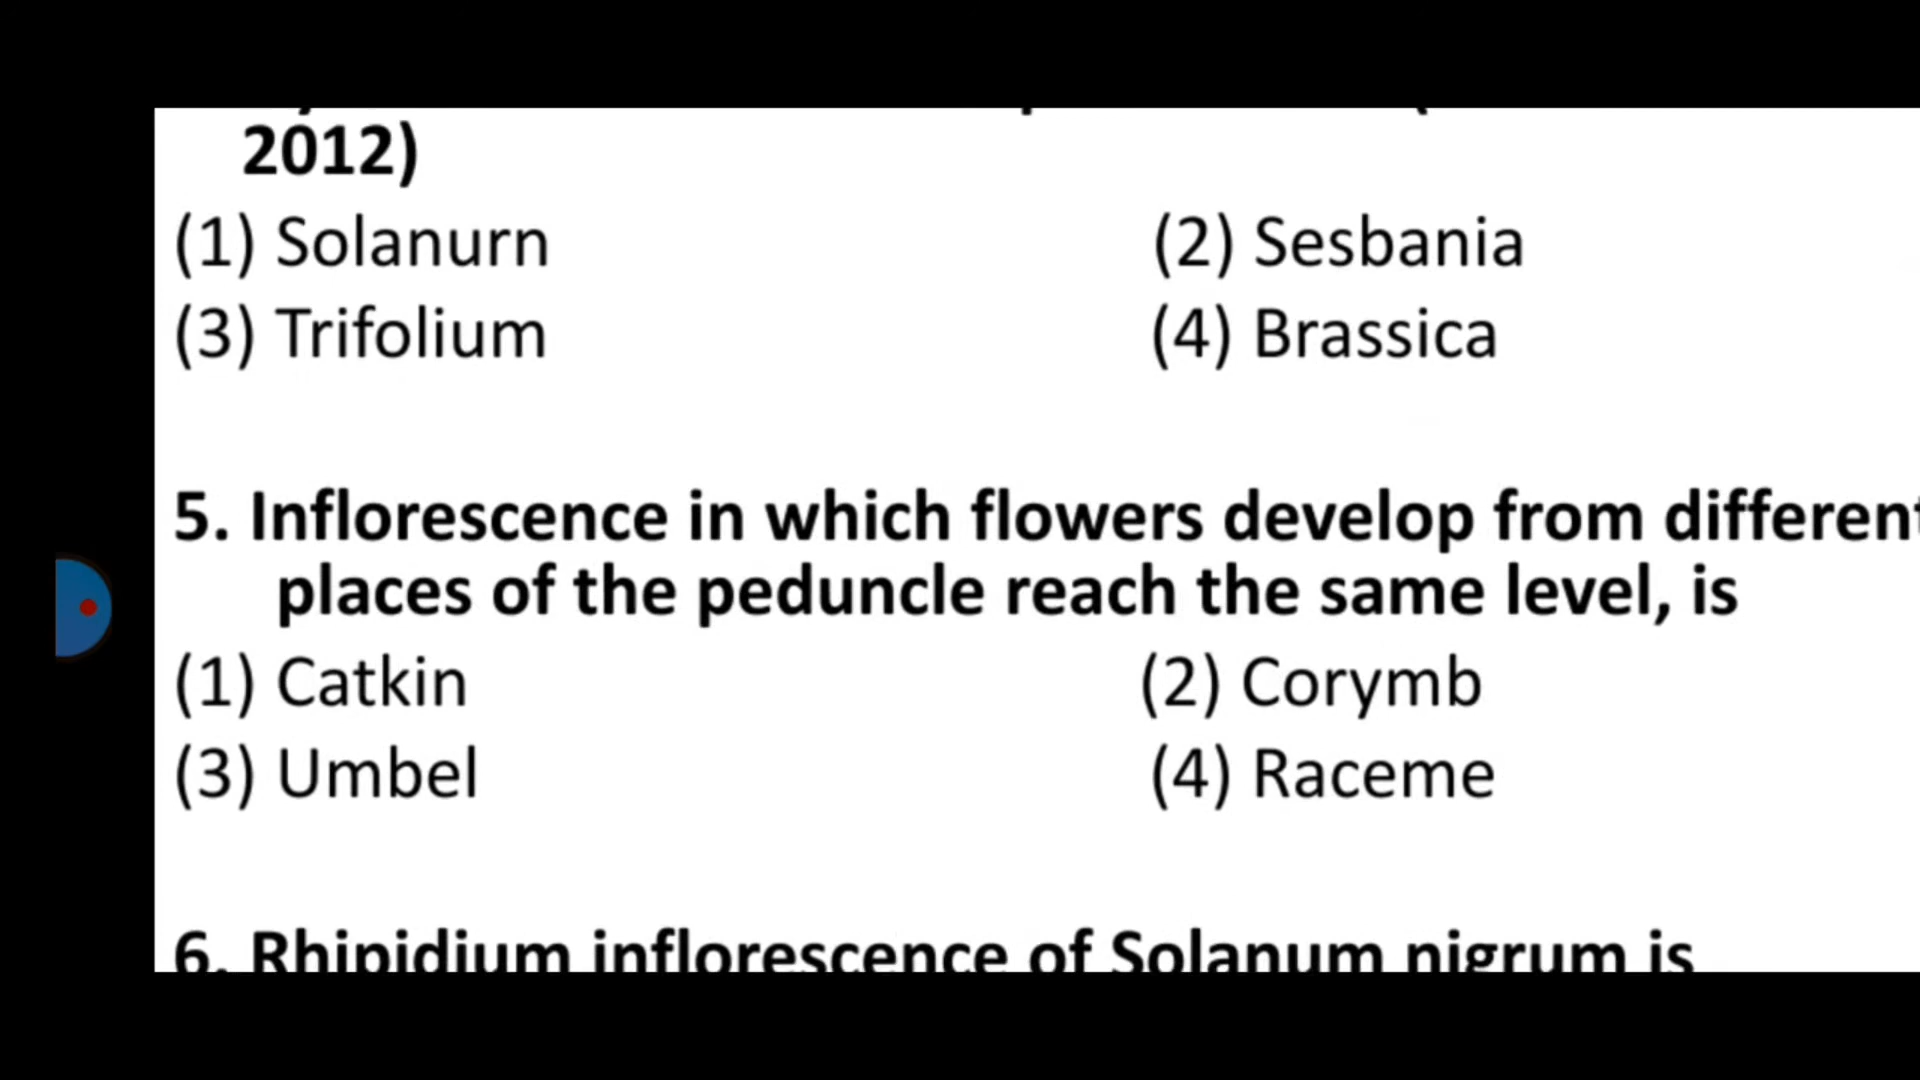 2012)
(1) Solanurn (2) Sesbania
(3) Trifolium (4) Brassica
5. Inflorescence in which flowers develop from different
places of the peduncle reach the same level, is
(1) Catkin (2) Corymb
(3) Umbel (4) Raceme
6. Rhipidium inflorescence of Solanum nigrum is